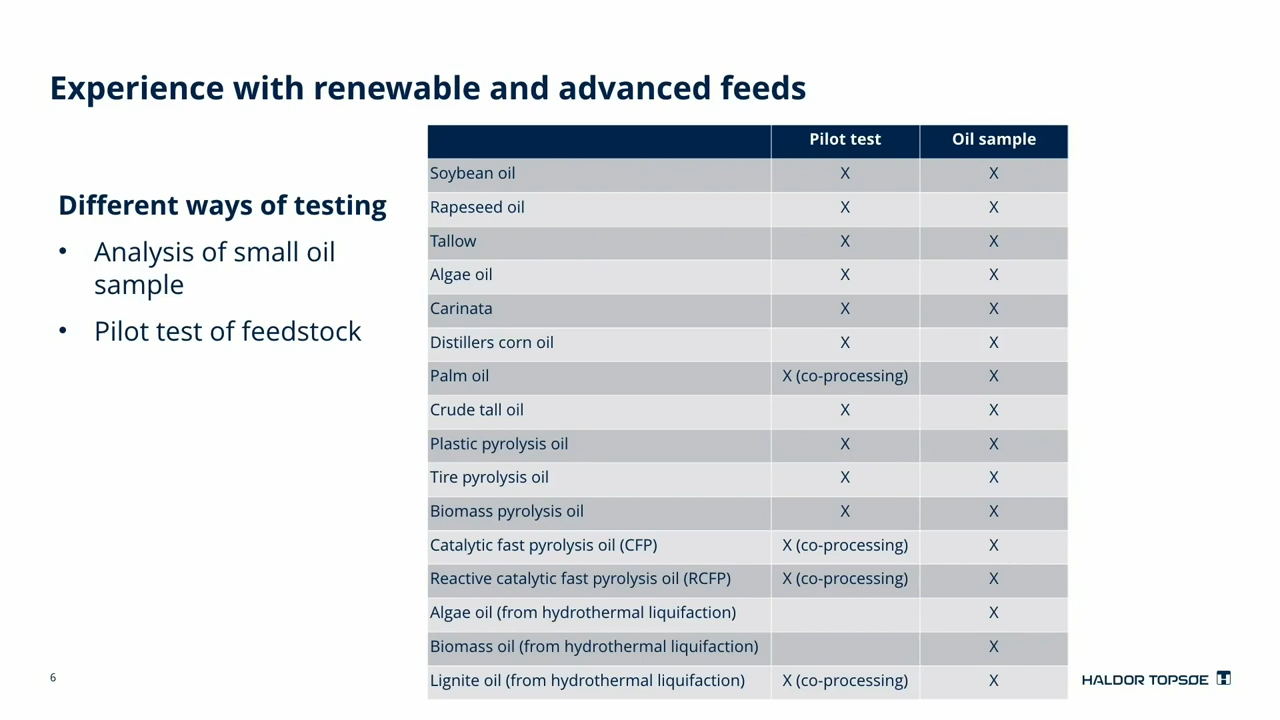 Experience with renewable and advanced feeds
Different ways of testing
• Analysis of small oil
sample
• Pilot test of feedstock
Pilot test Oil sample
Soybean oil X X
Rapeseed oil X X
Tallow X X
Algae oil X X
Carinata X X
Distillers corn oil X X
Palm oil X (co-processing) X
Crude tall oil X X
Plastic pyrolysis oil X X
Tire pyrolysis oil X X
Biomass pyrolysis oil X X
Catalytic fast pyrolysis oil (CFP) X (co-processing) X
Reactive catalytic fast pyrolysis oil (RCFP) X (co-processing) X
Algae oil (from hydrothermal liquifaction) X
Biomass oil (from hydrothermal liquifaction) X
Lignite oil (from hydrothermal liquifaction) X (co-processing) X
6
HALDOR TOPSØE